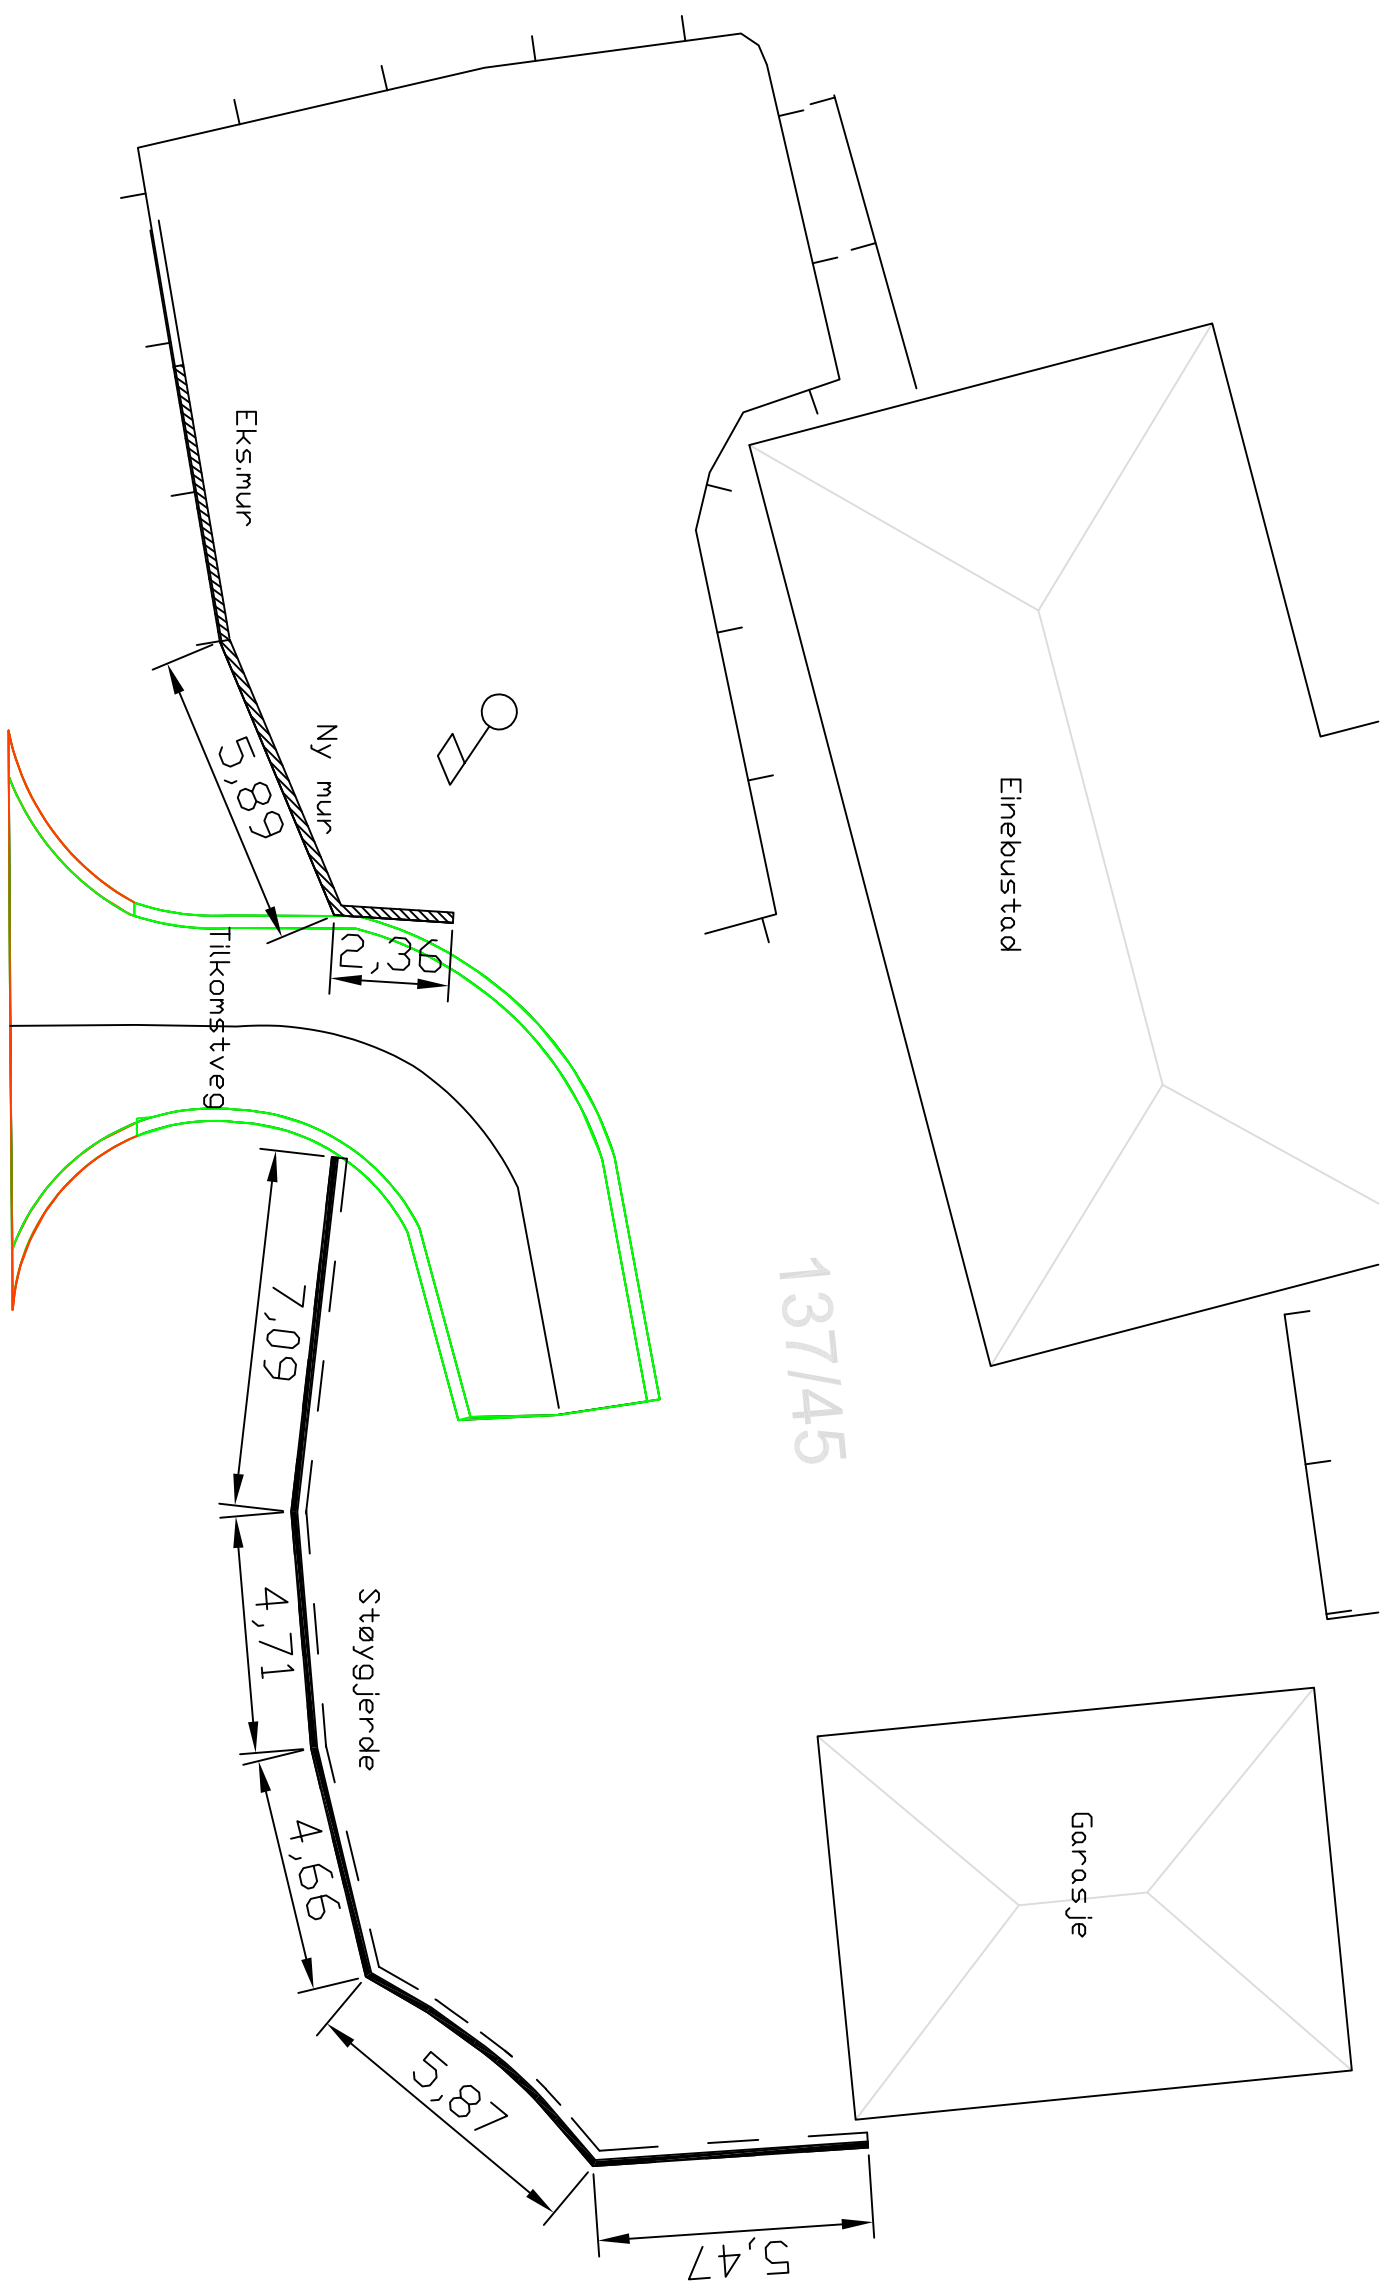 Eks.mur
Ny mur
5,89
2,36
Tilkomstveg
Einebustad
137/45
7,09
4,71
Støygjerde
4,66
Garasje
5,87
5,47